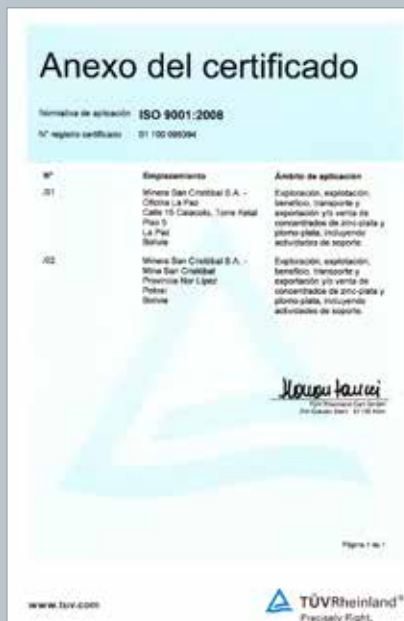 Anexo del certificado
Normativa de aplicación ISO 9001:2008
N° registro certificado 01 100
N° Emplazamiento Ámbito de aplicación
/01 Minera San Cristóbal S.A. - Exploración, explotación,
Oficina La Paz beneficio, transporte y
Calle 15 Calacoto, Torre Ketal exportación y/o venta de
Piso 5 concentrados de zinc-plata y
La Paz plomo-plata, incluyendo
Bolivia actividades de soporte.
/02 Minera San Cristóbal S.A. - Exploración, explotación,
Mina San Cristóbal beneficio, transporte y
Provincia Nor Lípez exportación y/o venta de
Potosí concentrados de zinc-plata y
Bolivia plomo-plata, incluyendo
actividades de soporte.
TÜV Rheinland Cert GmbH
Página 1 de 1
www.tuv.com
TÜVRheinland®
Precisely Right.